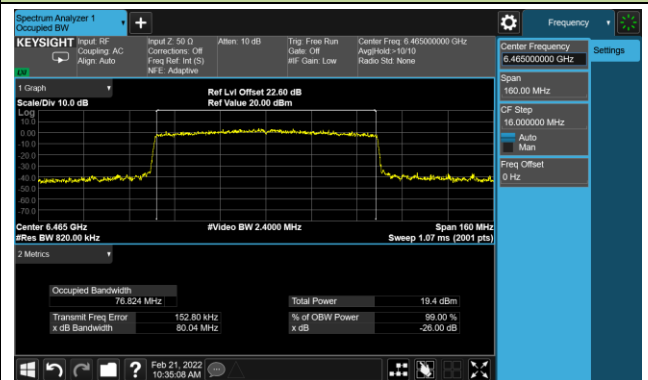 Spectrum Analyzer 1
Occupied BW
Frequency
KEYSIGHT
Input: RF
Coupling: AC
Align: Auto
Input Z: 50 Ω
Corrections: Off
Freq Ref: Int (S)
NFE: Adaptive
Atten: 10 dB
Trig: Free Run
Gate: Off
#IF Gain: Low
Center Freq: 6.465000000 GHz
Avg|Hold:>10/10
Radio Std: None
Center Frequency
6.465000000 GHz
Settings
Span
160.00 MHz
CF Step
16.000000 MHz
Auto
Man
Freq Offset
0 Hz
1 Graph
Scale/Div 10.0 dB
Ref Lvl Offset 22.60 dB
Ref Value 20.00 dBm
Log
10.0
0.00
-10.0
-20.0
-30.0
-40.0
-50.0
-60.0
-70.0
Center 6.465 GHz
#Res BW 820.00 kHz
#Video BW 2.4000 MHz
Span 160 MHz
Sweep 1.07 ms (2001 pts)
2 Metrics
Occupied Bandwidth
76.824 MHz
Total Power 19.4 dBm
Transmit Freq Error 152.80 kHz
% of OBW Power 99.00 %
x dB Bandwidth 80.04 MHz
x dB -26.00 dB
Feb 21, 2022
10:35:08 AM